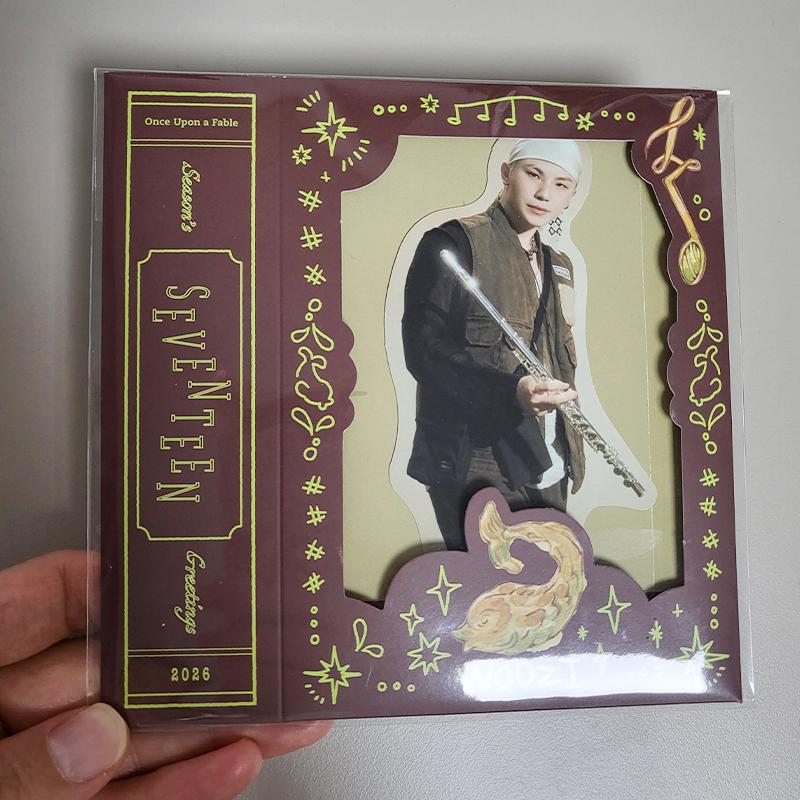 Once Upon a Fable
Season's
SEVENTEEN
Greetings
2026
WOOZI